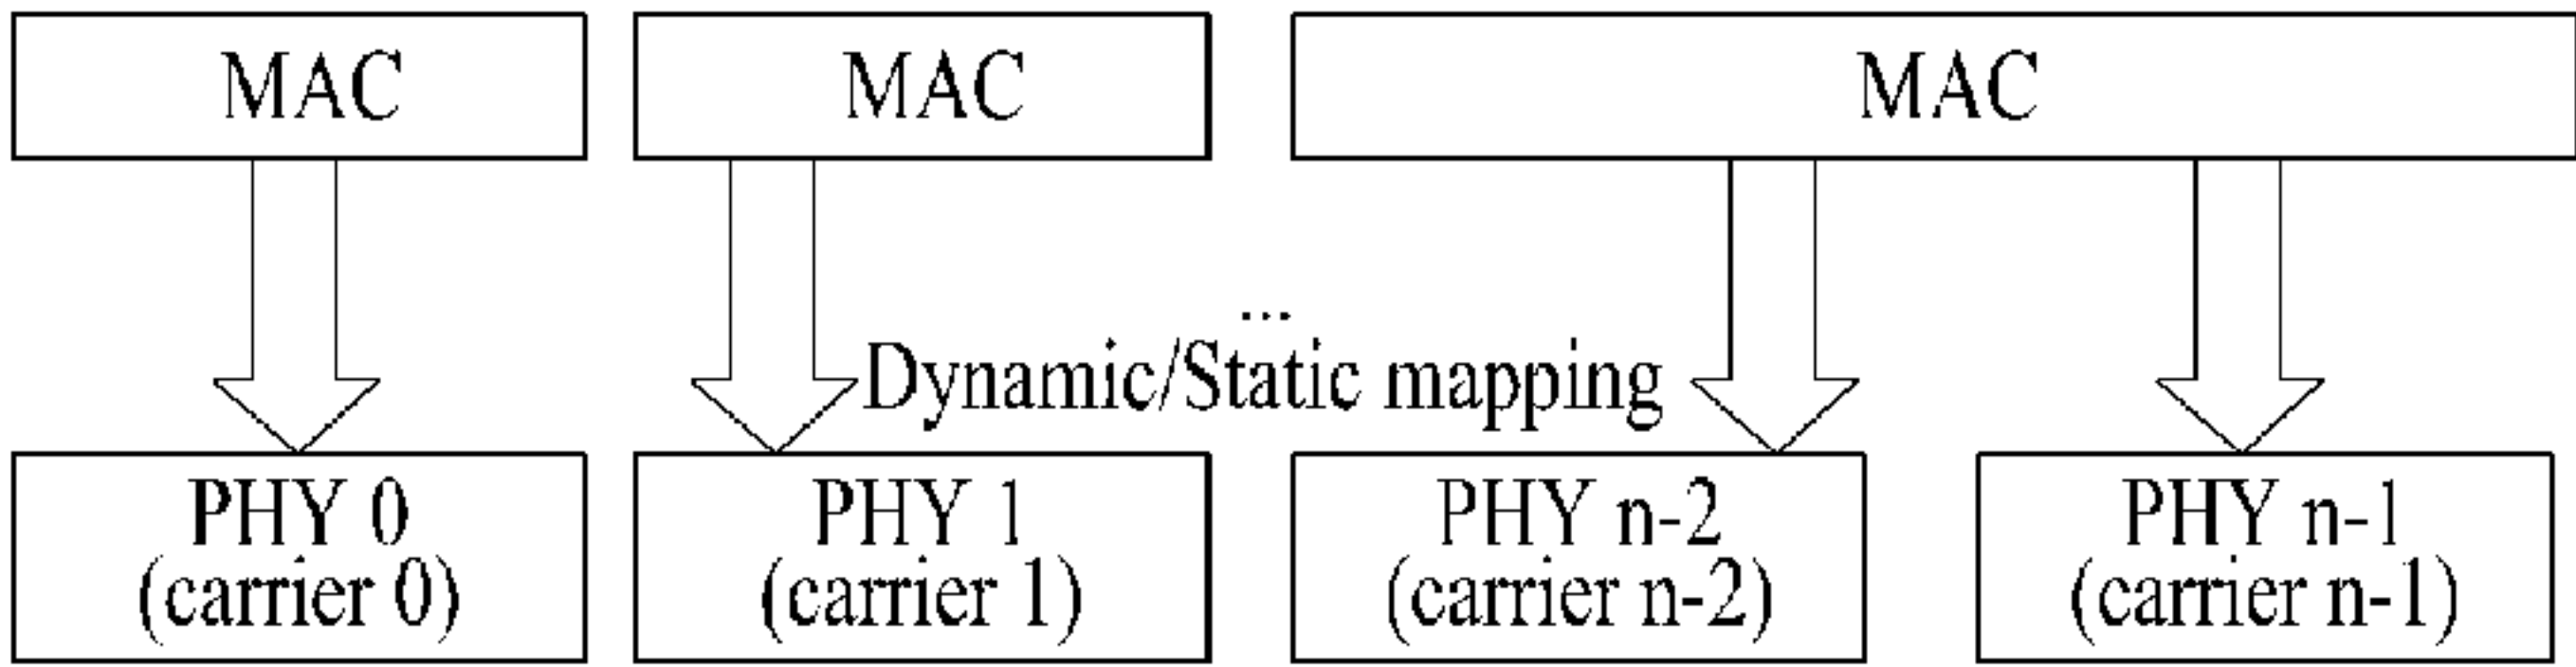 MAC
MAC
MAC
...
Dynamic/Static mapping
PHY 0
(carrier 0)
PHY 1
(carrier 1)
PHY n-2
(carrier n-2)
PHY n-1
(carrier n-1)